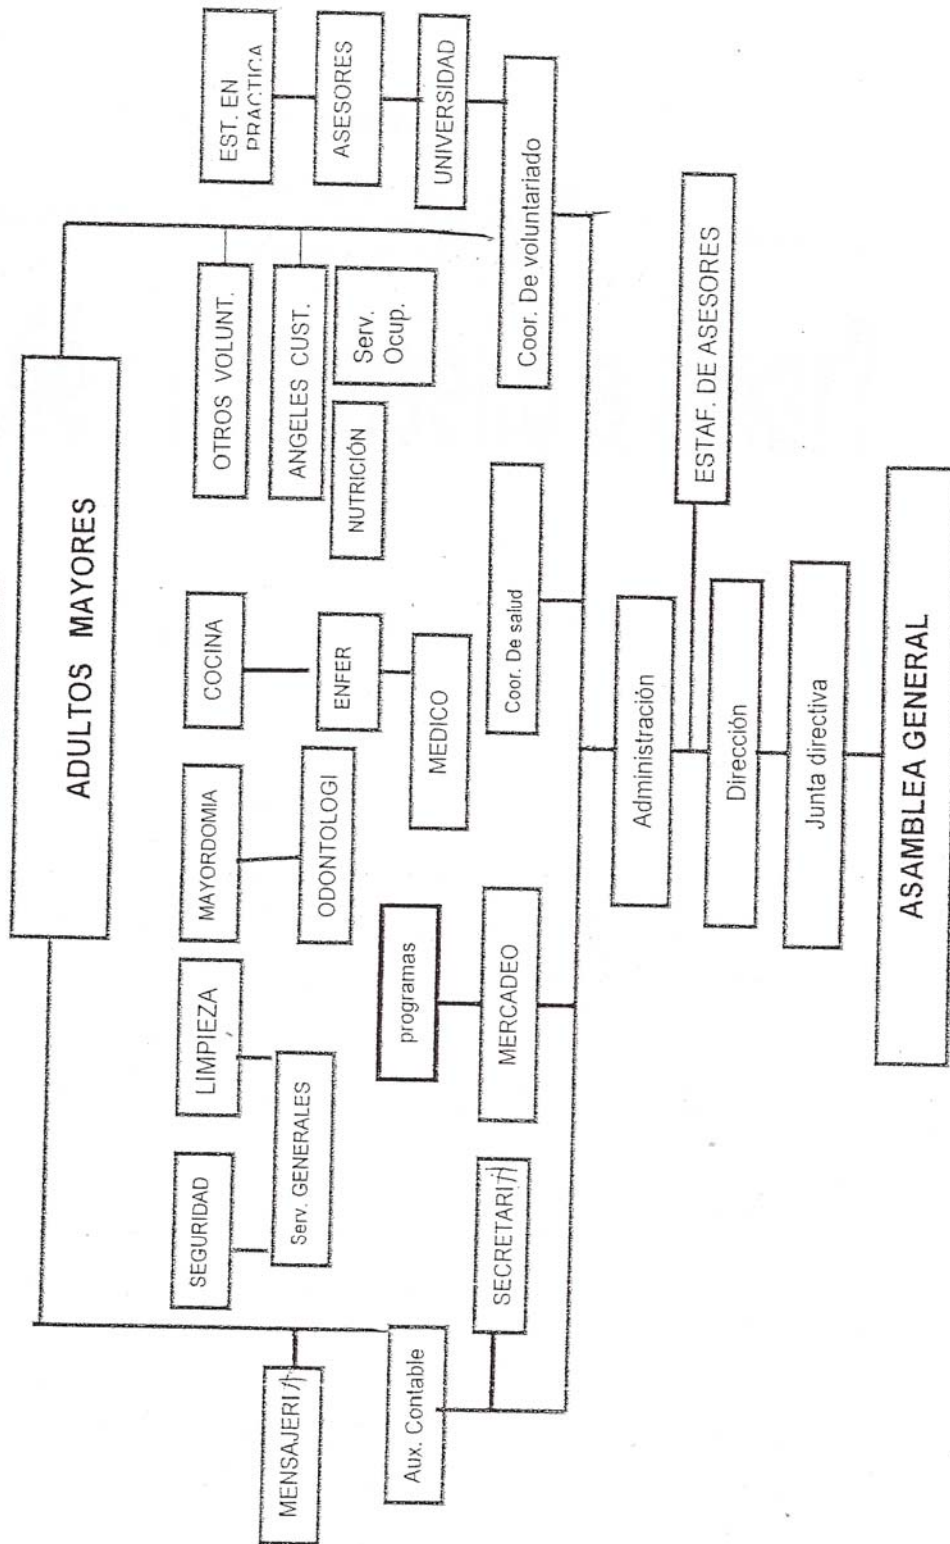 ADULTOS MAYORES
SEGURIDAD
LIMPIEZA
MAYORDOMIA
COCINA
OTROS VOLUNT.
EST. EN
PRACTICA
MENSAJERIA
Serv. GENERALES
ODONTOLOGI
ENFER
ANGELES CUST.
ASESORES
NUTRICIÓN
Serv.
Ocup.
programas
MEDICO
UNIVERSIDAD
Aux. Contable
SECRETARIA
MERCADEO
Coor. De salud
Coor. De voluntariado
Administración
ESTAF. DE ASESORES
Dirección
Junta directiva
ASAMBLEA GENERAL